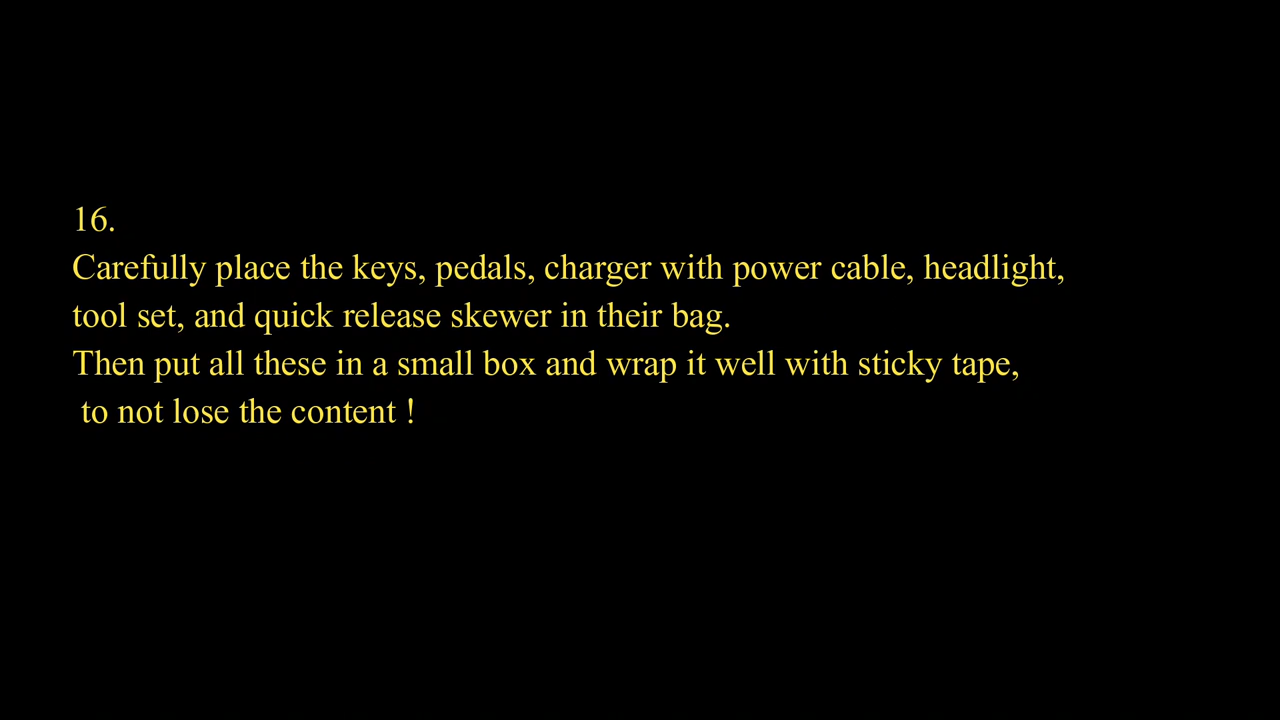 16.
Carefully place the keys, pedals, charger with power cable, headlight,
tool set, and quick release skewer in their bag.
Then put all these in a small box and wrap it well with sticky tape,
to not lose the content !